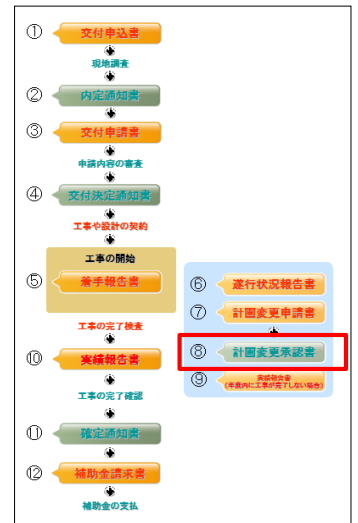 ① 交付申込書
現地調査
② 内定通知書
③ 交付申請書
申請内容の審査
④ 交付決定通知書
工事や設計の契約
工事の開始
⑤ 着手報告書
工事の完了検査
⑩ 実績報告書
工事の完了確認
⑪ 確定通知書
⑫ 補助金請求書
補助金の支払
⑥ 遂行状況報告書
⑦ 計画変更申請書
⑧ 計画変更承認書
⑨ 実績報告書
(年度内に工事が完了しない場合)